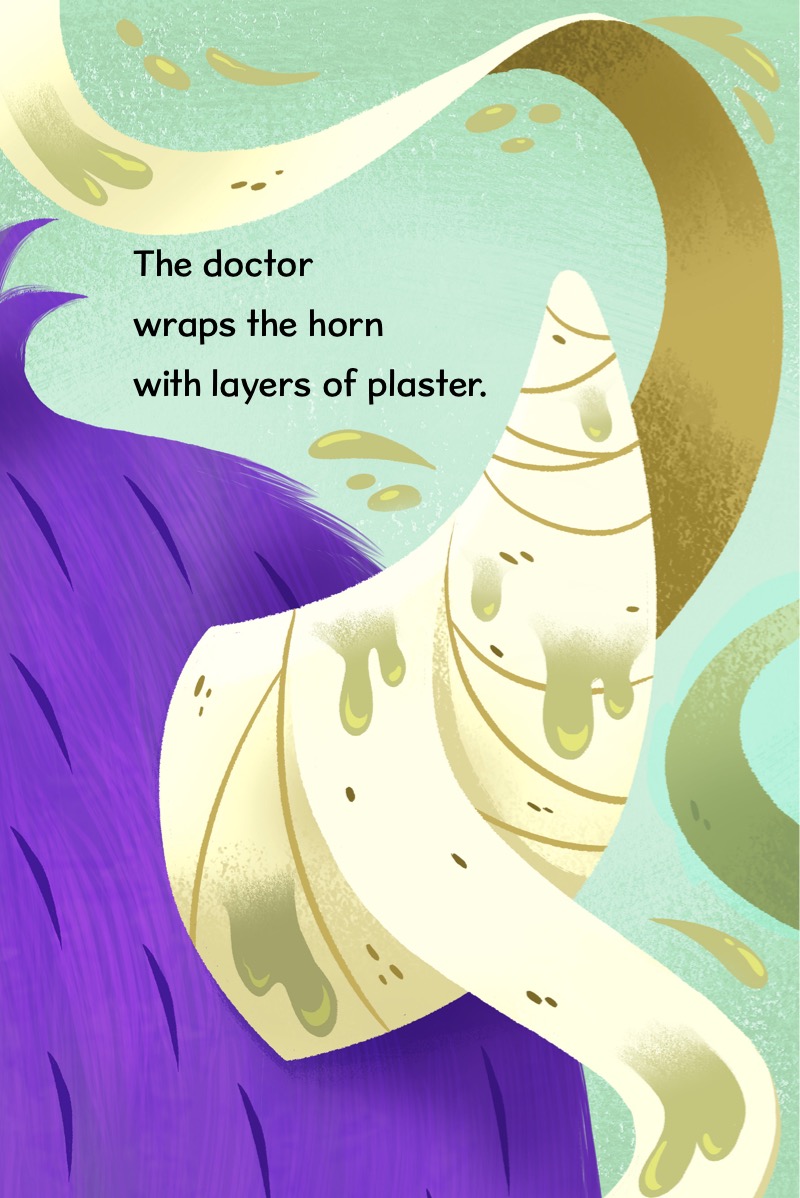 The doctor
wraps the horn
with layers of plaster.